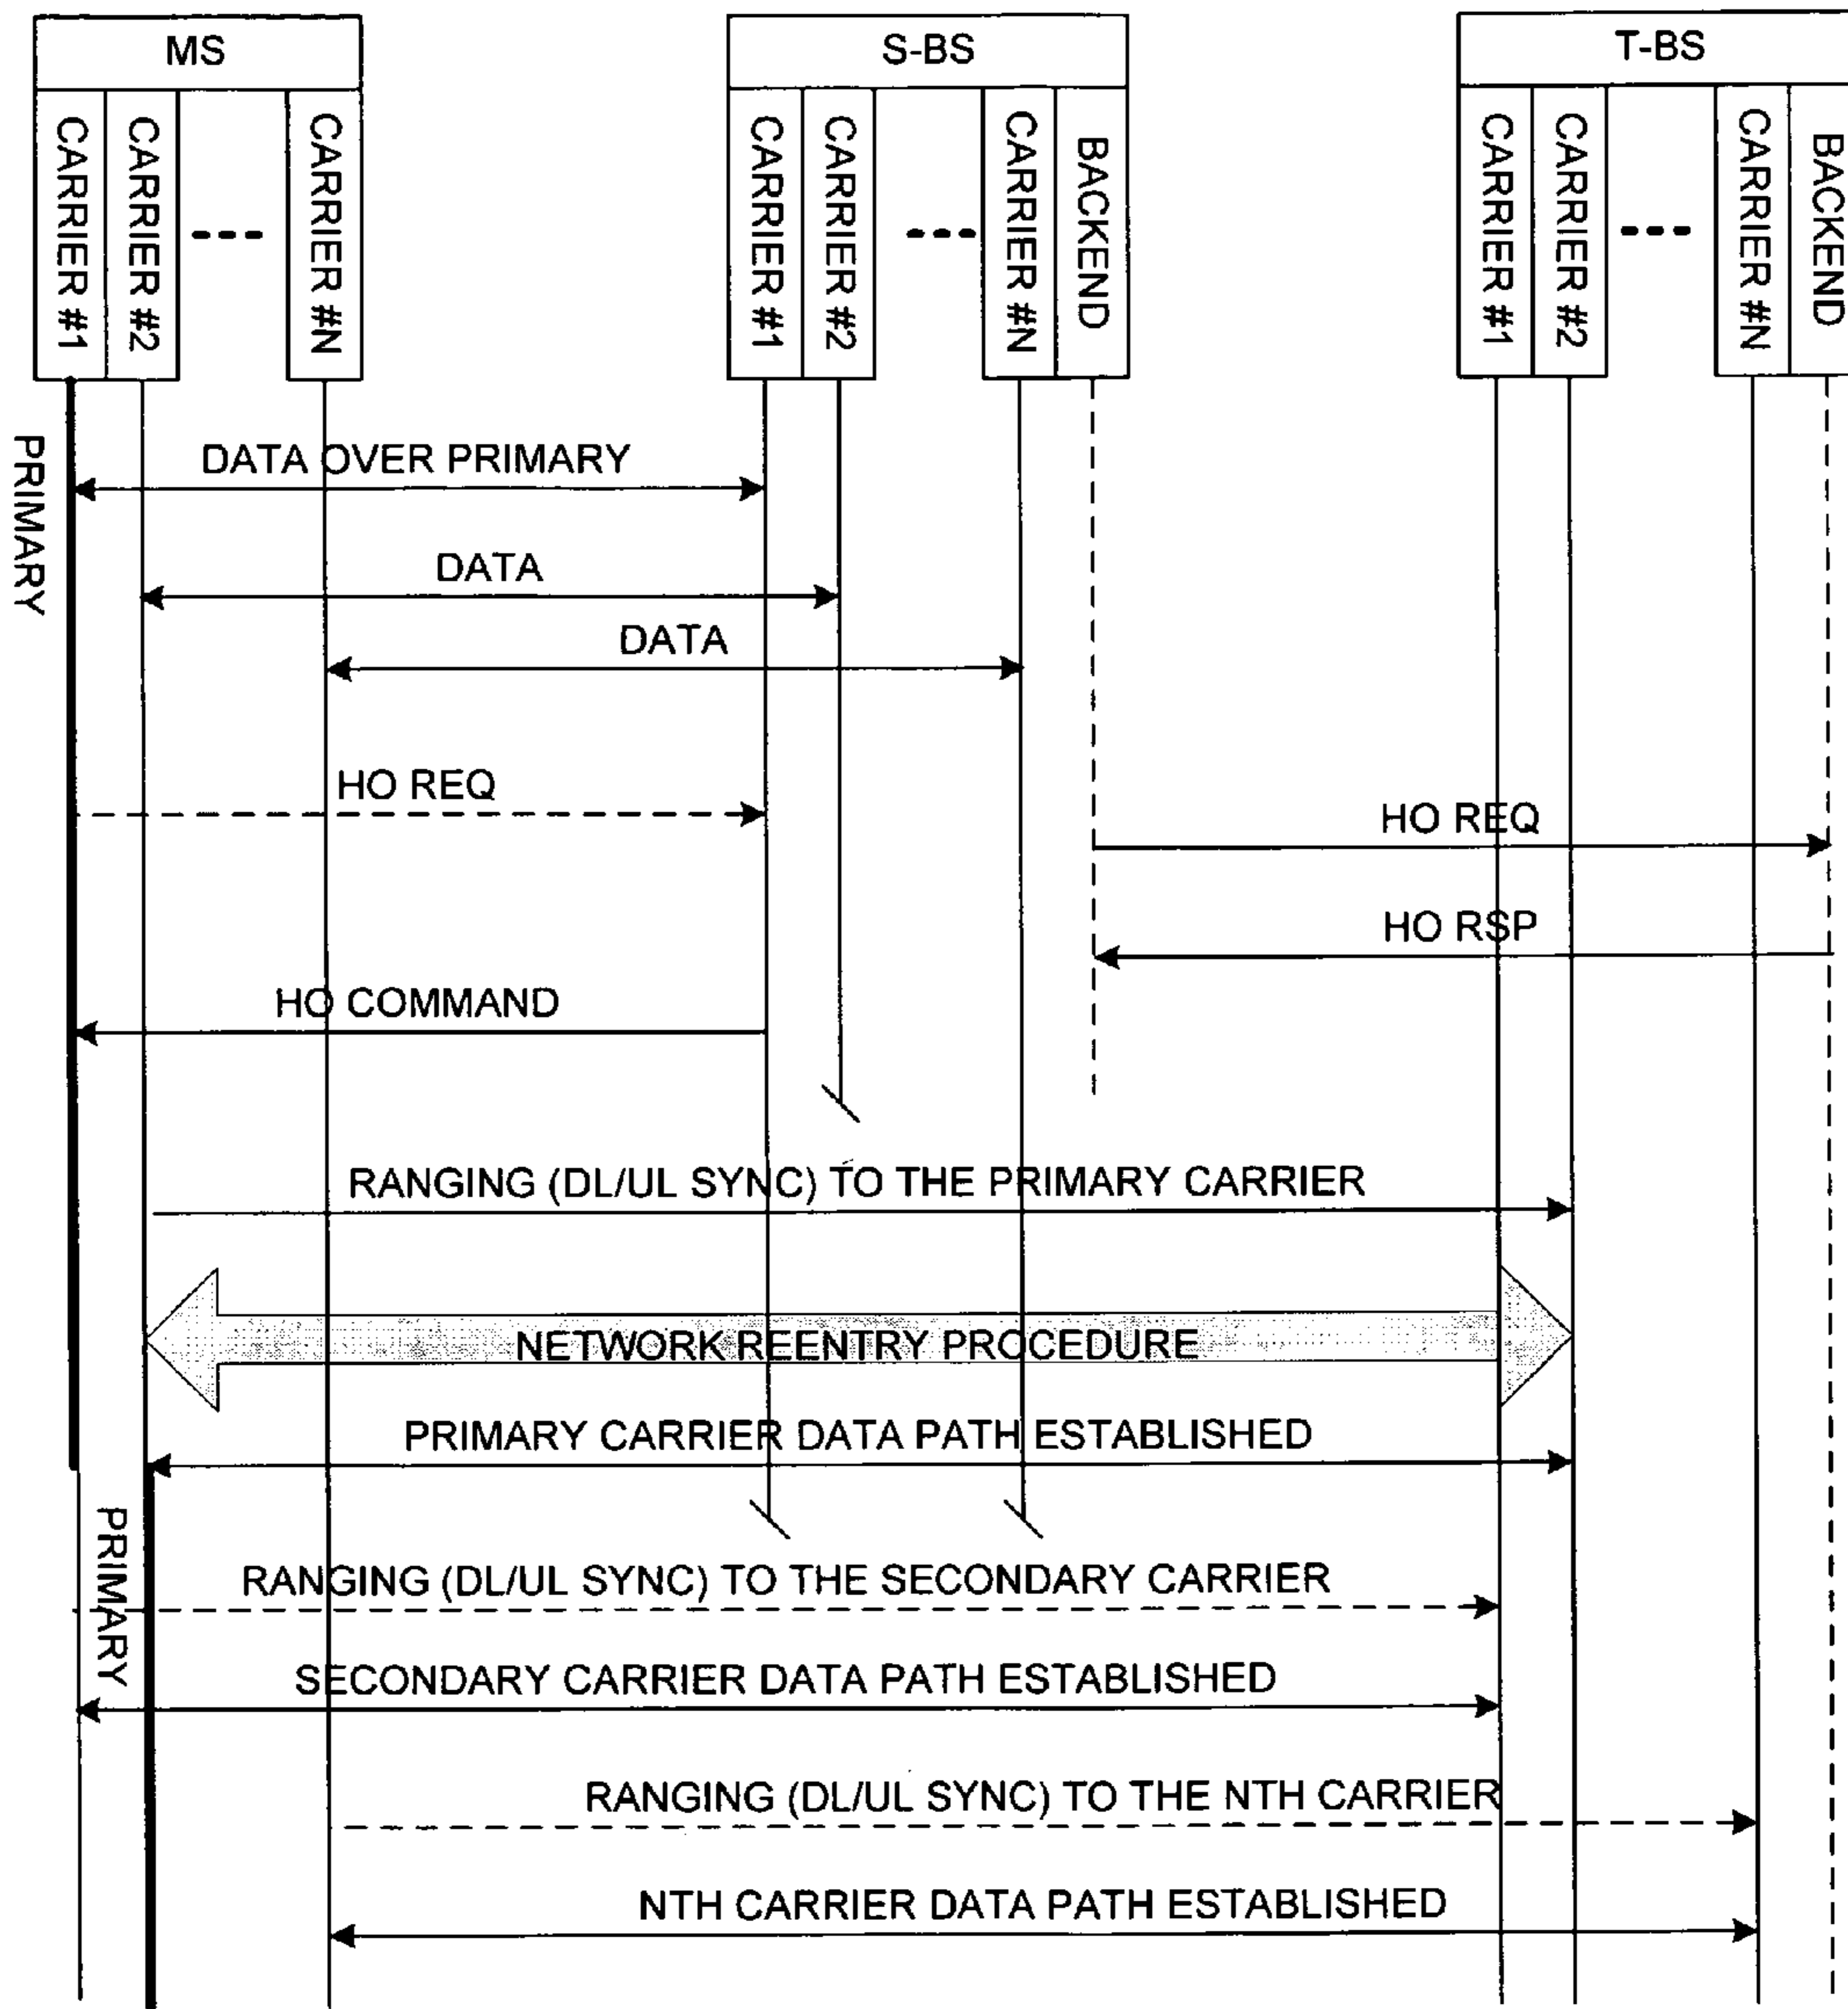 MS
S-BS
T-BS
CARRIER #1
CARRIER #2
CARRIER #N
CARRIER #1
CARRIER #2
CARRIER #N
BACKEND
CARRIER #1
CARRIER #2
CARRIER #N
BACKEND
PRIMARY
DATA OVER PRIMARY
DATA
DATA
HO REQ
HO REQ
HO RSP
HO COMMAND
RANGING (DL/UL SYNC) TO THE PRIMARY CARRIER
NETWORK REENTRY PROCEDURE
PRIMARY CARRIER DATA PATH ESTABLISHED
PRIMARY
RANGING (DL/UL SYNC) TO THE SECONDARY CARRIER
SECONDARY CARRIER DATA PATH ESTABLISHED
RANGING (DL/UL SYNC) TO THE NTH CARRIER
NTH CARRIER DATA PATH ESTABLISHED